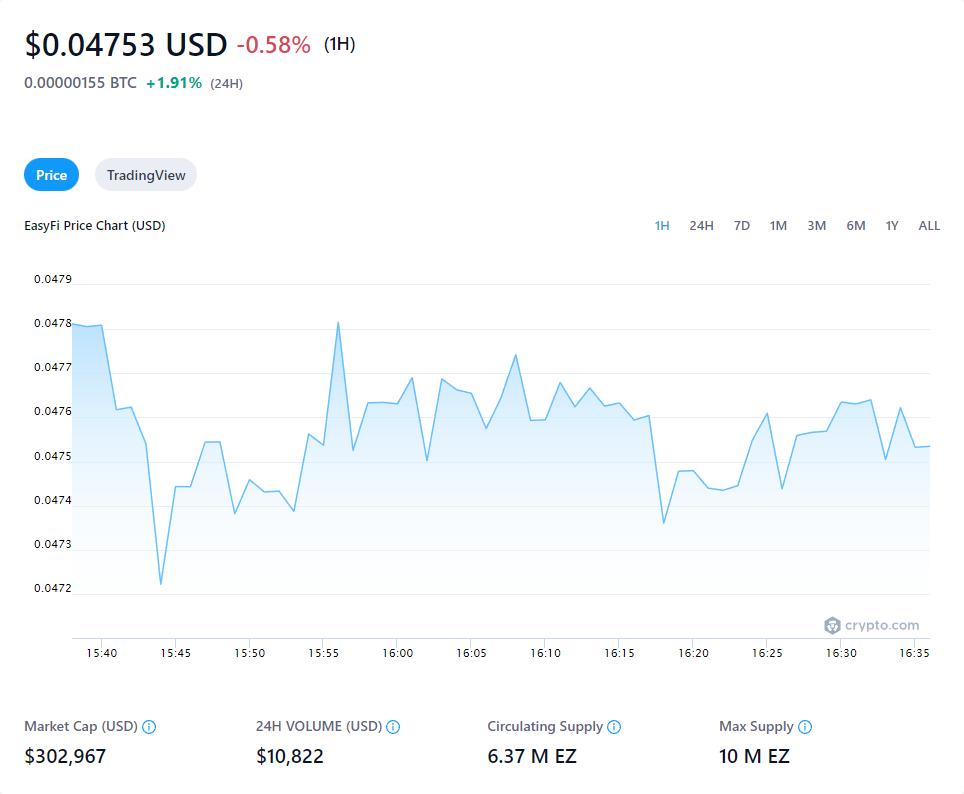 $0.04753 USD -0.58% (1H)
0.00000155 BTC +1.91% (24H)
Price TradingView
EasyFi Price Chart (USD) 1H 24H 7D 1M 3M 6M 1Y ALL
0.0479
0.0478
0.0477
0.0476
0.0475
0.0474
0.0473
0.0472
crypto.com
15:40 15:45 15:50 15:55 16:00 16:05 16:10 16:15 16:20 16:25 16:30 16:35
Market Cap (USD) 24H VOLUME (USD) Circulating Supply Max Supply
$302,967 $10,822 6.37 M EZ 10 M EZ